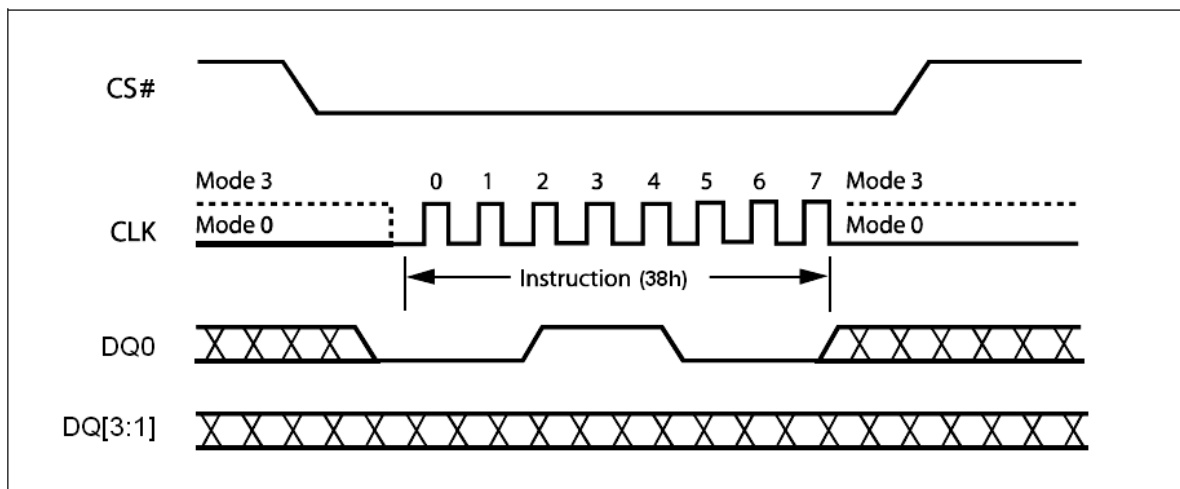 CS#
Mode 3 0 1 2 3 4 5 6 7 Mode 3
CLK Mode 0 Mode 0
Instruction (38h)
DQ0
DQ[3:1]